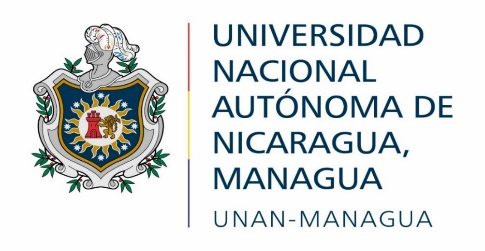 UNIVERSIDAD
NACIONAL
AUTÓNOMA DE
NICARAGUA,
MANAGUA
UNAN-MANAGUA